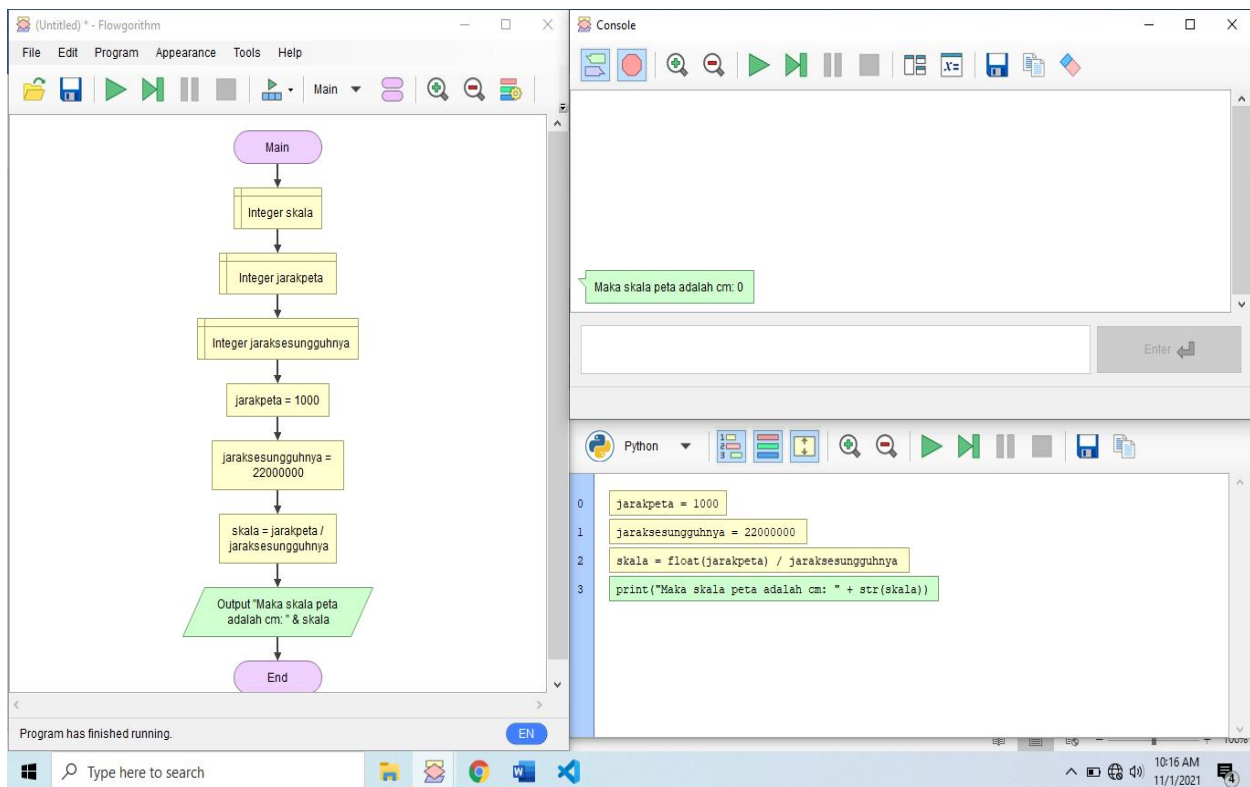 (Untitled) * - Flowgorithm
File Edit Program Appearance Tools Help
Main
Main
Integer skala
Integer jarakpeta
Integer jaraksesungguhnya
jarakpeta = 1000
jaraksesungguhnya =
22000000
skala = jarakpeta /
jaraksesungguhnya
Output "Maka skala peta
adalah cm: " & skala
End
Program has finished running.
EN
Console
Maka skala peta adalah cm: 0
Enter
Python
0 jarakpeta = 1000
1 jaraksesungguhnya = 22000000
2 skala = float(jarakpeta) / jaraksesungguhnya
3 print("Maka skala peta adalah cm: " + str(skala))
100%
Type here to search
10:16 AM
11/1/2021
4